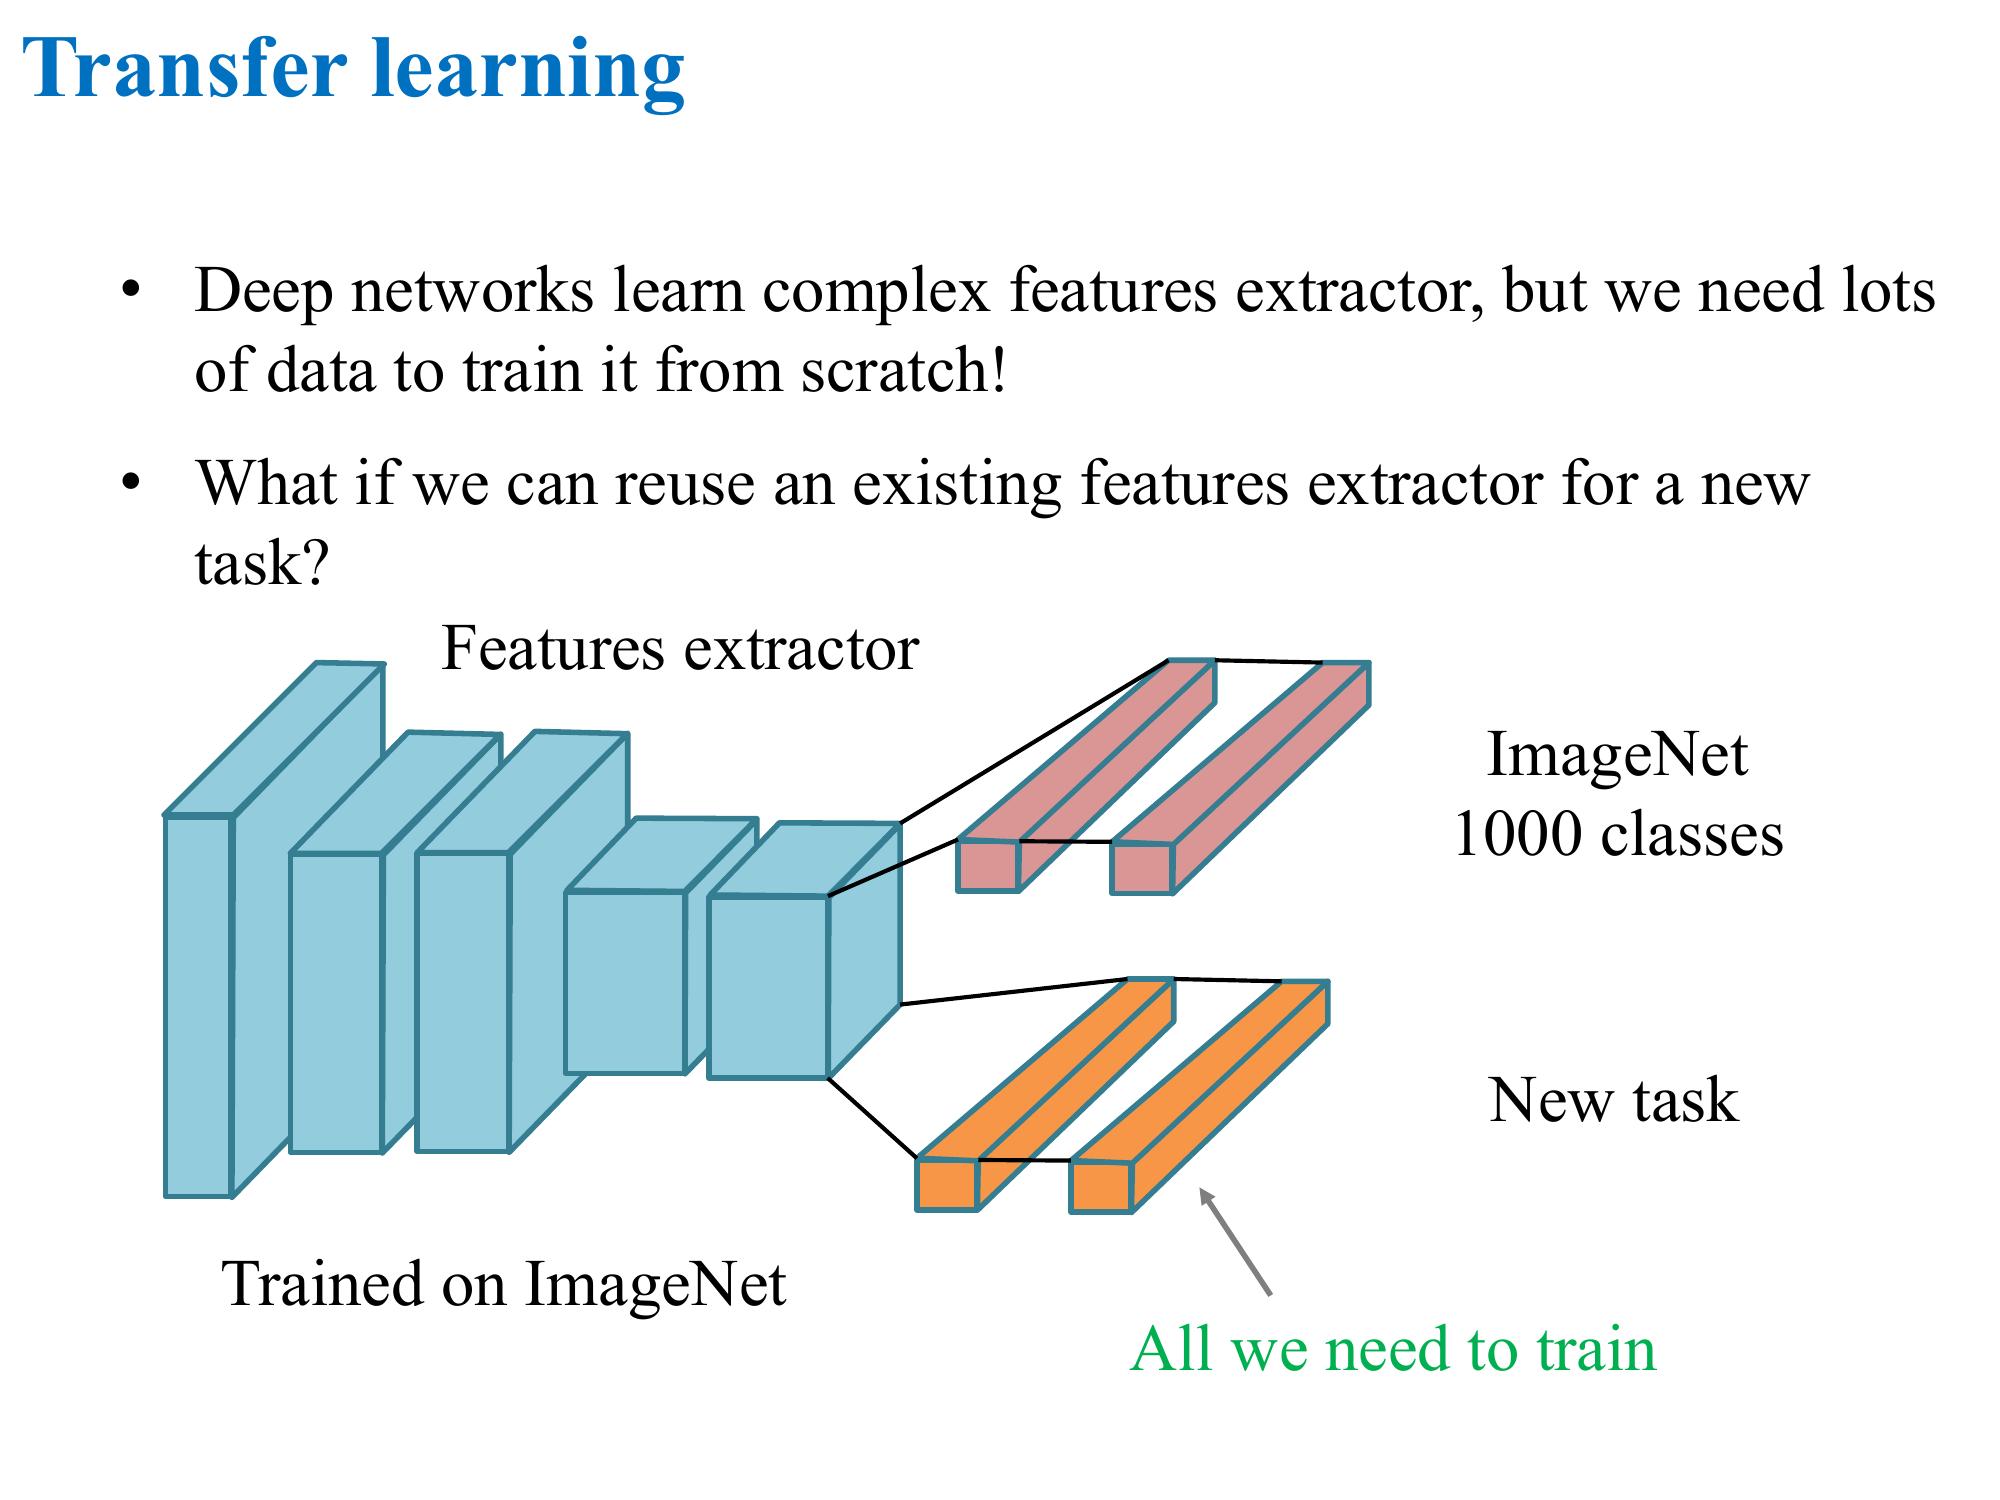 Transfer learning
• Deep networks learn complex features extractor, but we need lots
of data to train it from scratch!
• What if we can reuse an existing features extractor for a new
task?
Features extractor
ImageNet
1000 classes
New task
Trained on ImageNet
All we need to train